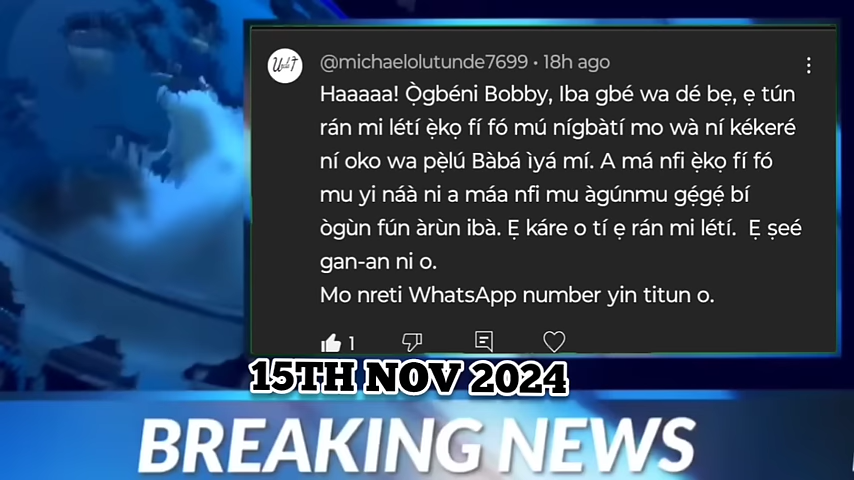 @michaelolutunde7699 • 18h ago
Haaaaa! Ọ̀gbéni Bobby, Iba gbé wa dé bẹ, ẹ tún
rán mi létí ẹ̀kọ fí fó mú nígbàtí mo wà ní kékeré
ní oko wa pẹ̀lú Bàbá ìyá mí. A má nfi ẹ̀kọ fí fó
mu yi náà ni a máa nfi mu àgúnmu gẹ́gẹ́ bí
ògùn fún àrùn ibà. Ẹ káre o tí ẹ rán mi létí. Ẹ ṣeé
gan-an ni o.
Mo nreti WhatsApp number yin titun o.
1
15TH NOV 2024
BREAKING NEWS